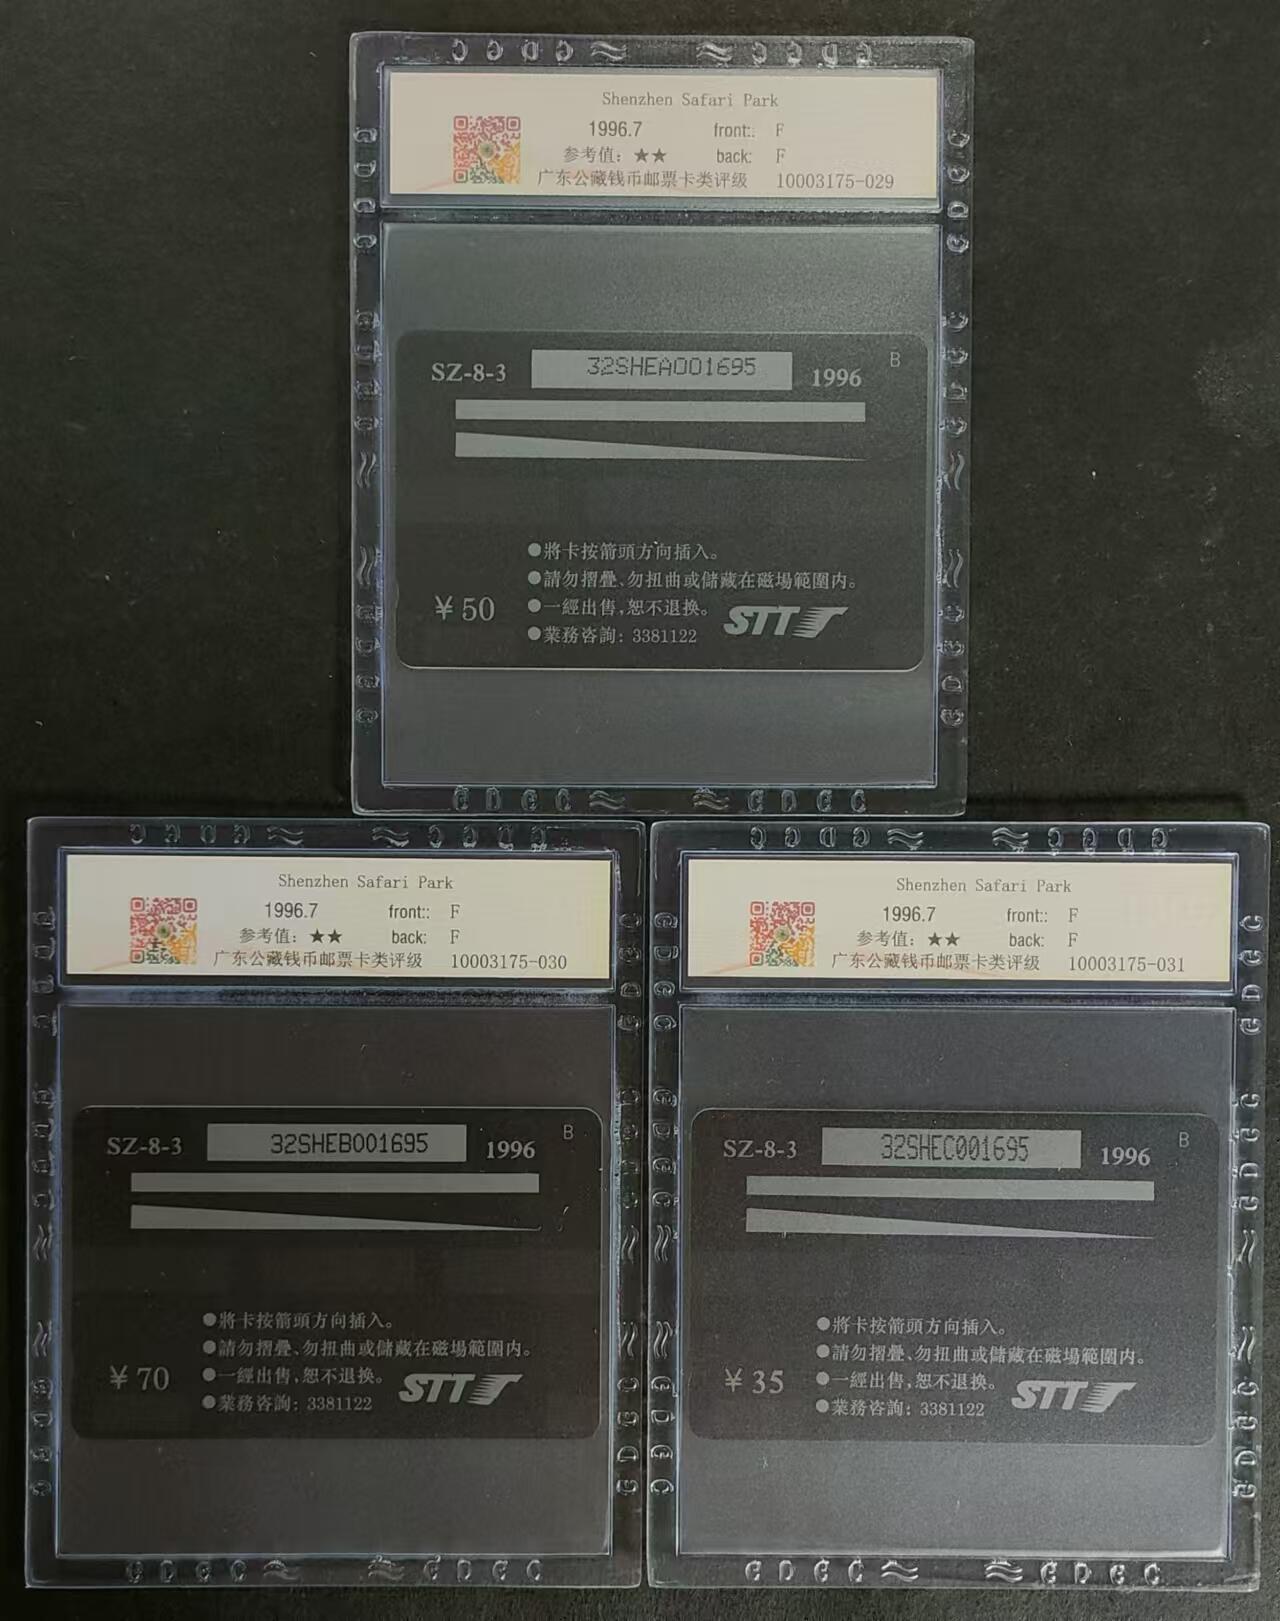 Shenzhen Safari Park
1996.7 front:: F
参考值: ★★ back: F
广东公藏钱币邮票卡类评级 10003175-029
SZ-8-3 32SHEA001695 1996 B
●將卡按箭頭方向插入。
●請勿摺疊、勿扭曲或儲藏在磁場範圍内。
●一經出售,恕不退换。
●業務咨詢: 3381122
¥50
STT
Shenzhen Safari Park
1996.7 front:: F
参考值: ★★ back: F
广东公藏钱币邮票卡类评级 10003175-030
SZ-8-3 32SHEB001695 1996 B
●將卡按箭頭方向插入。
●請勿摺疊、勿扭曲或儲藏在磁場範圍内。
●一經出售,恕不退换。
●業務咨詢: 3381122
¥70
STT
Shenzhen Safari Park
1996.7 front:: F
参考值: ★★ back: F
广东公藏钱币邮票卡类评级 10003175-031
SZ-8-3 32SHEC001695 1996 B
●將卡按箭頭方向插入。
●請勿摺疊、勿扭曲或儲藏在磁場範圍内。
●一經出售,恕不退换。
●業務咨詢: 3381122
¥35
STT